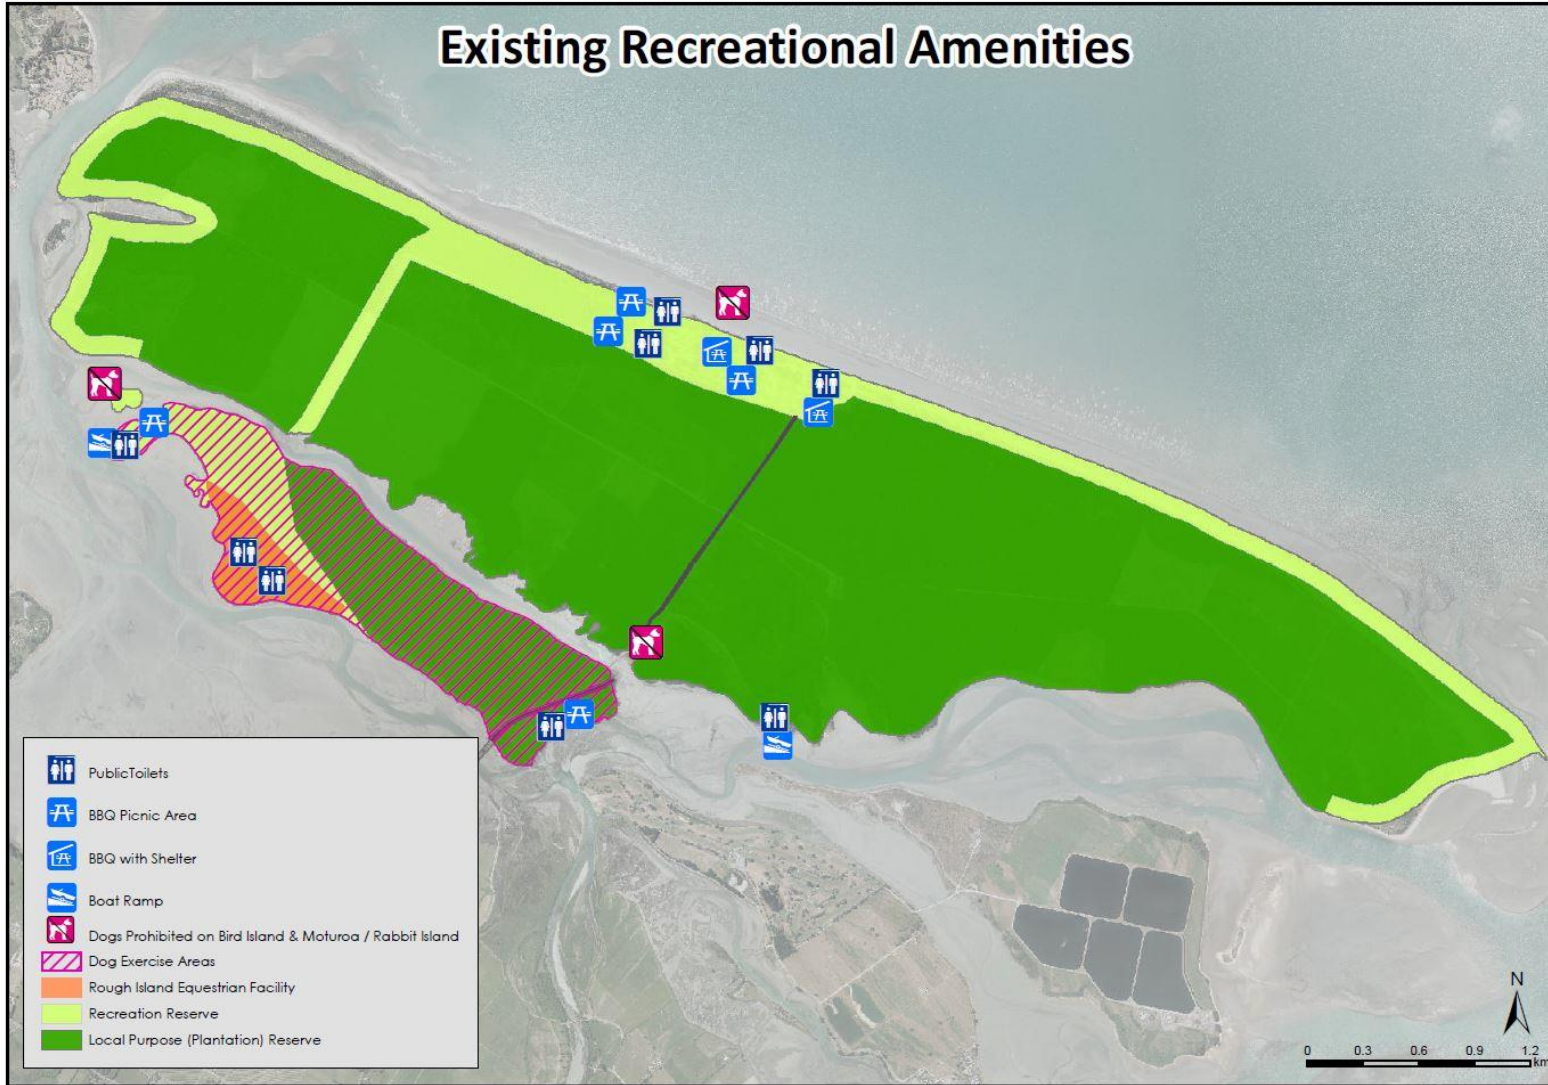 Existing Recreational Amenities
PublicToilets
BBQ Picnic Area
BBQ with Shelter
Boat Ramp
Dogs Prohibited on Bird Island & Moturoa / Rabbit Island
Dog Exercise Areas
Rough Island Equestrian Facility
Recreation Reserve
Local Purpose (Plantation) Reserve
N
0 0.3 0.6 0.9 1.2
km